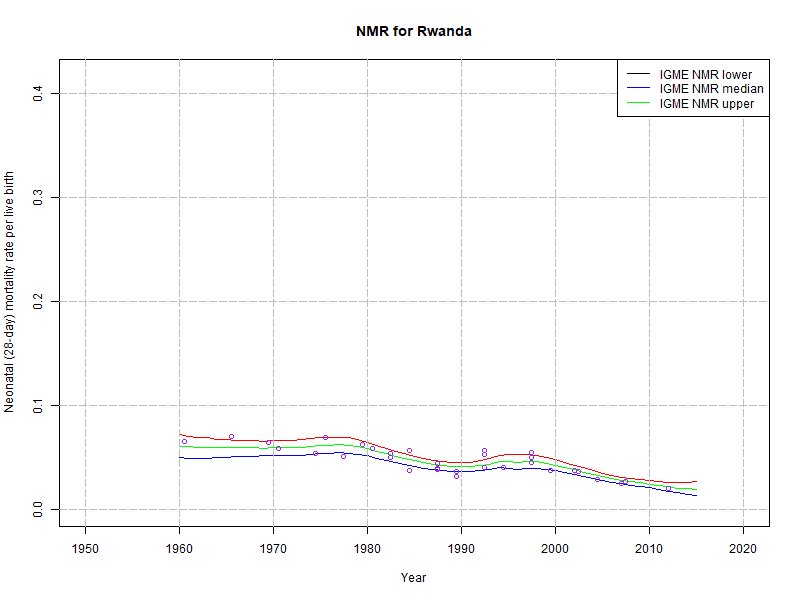 NMR for Rwanda
IGME NMR lower
IGME NMR median
IGME NMR upper
Neonatal (28-day) mortality rate per live birth
0.4
0.3
0.2
0.1
0.0
1950 1960 1970 1980 1990 2000 2010 2020
Year